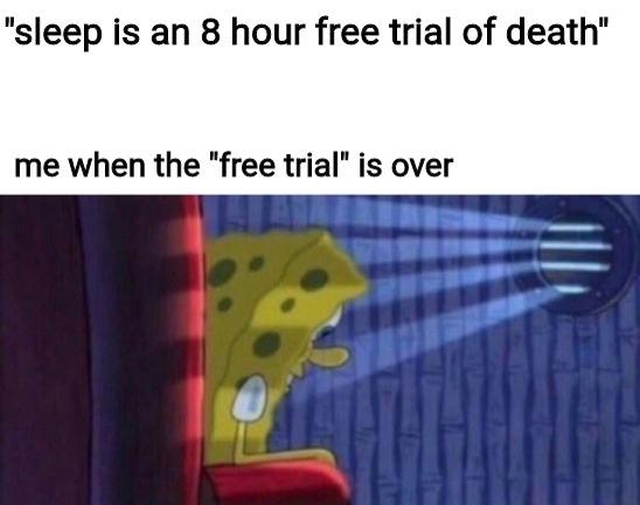 "sleep is an 8 hour free trial of death"
me when the "free trial" is over